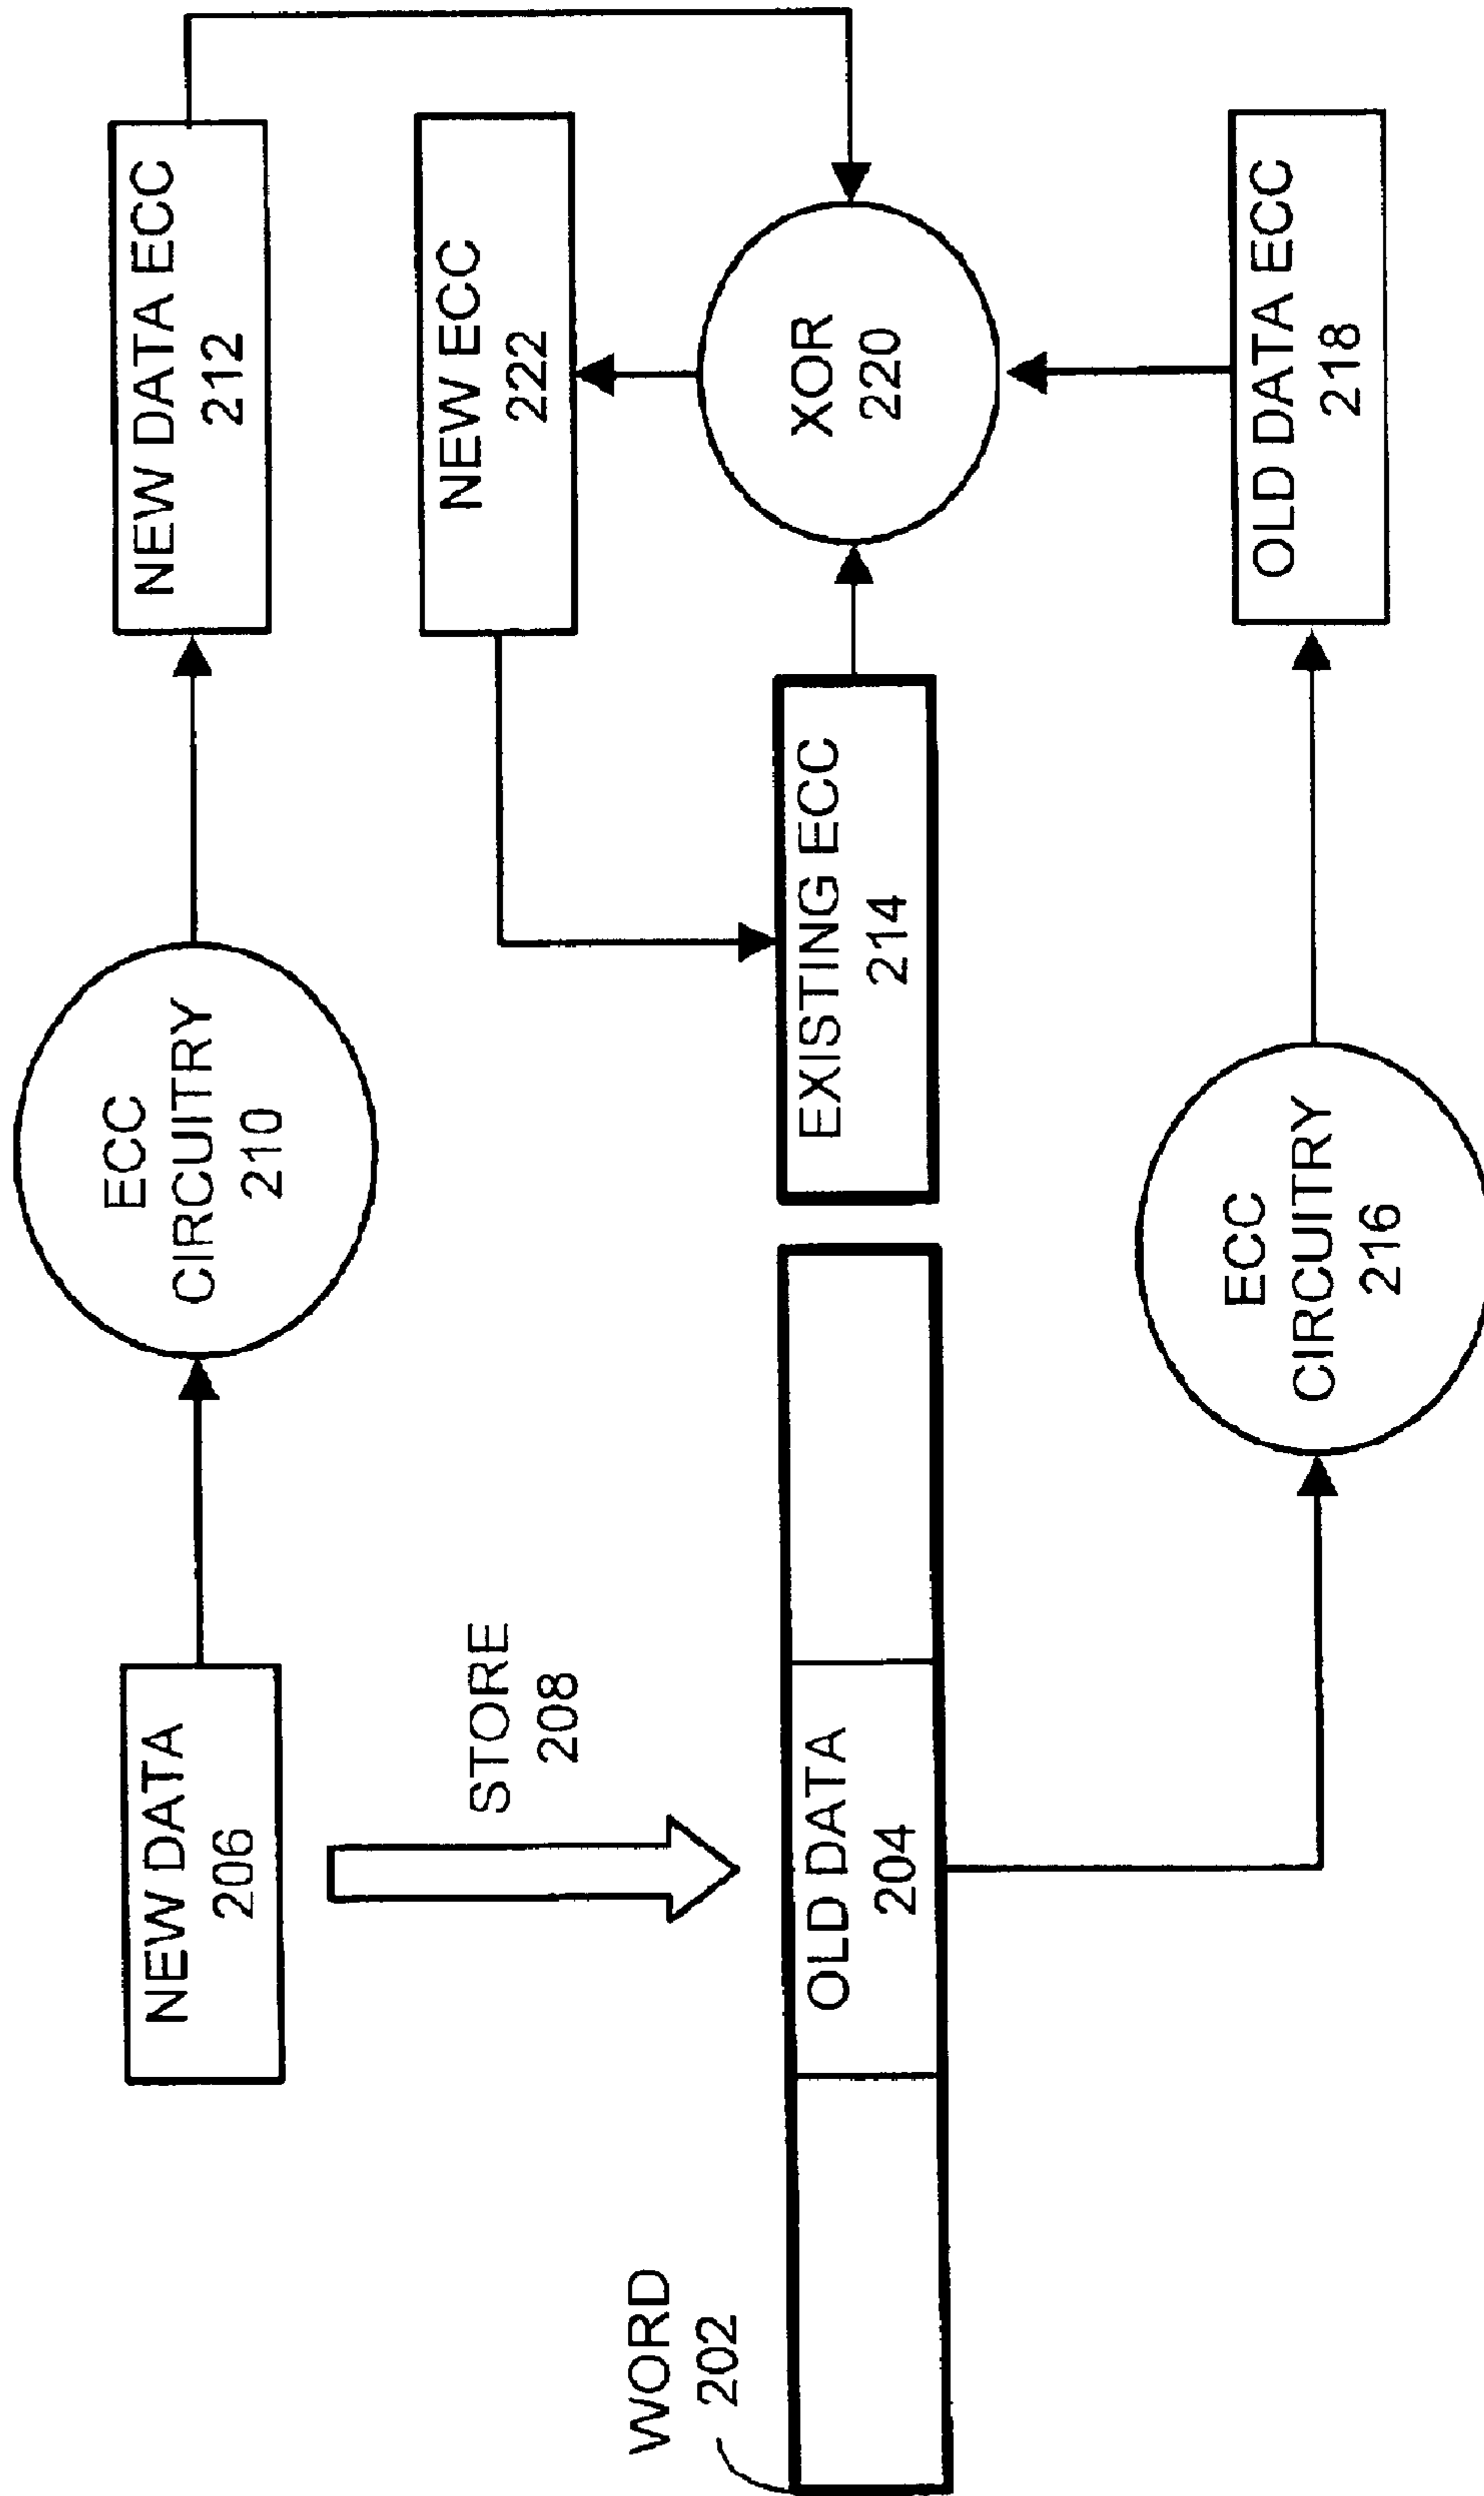 NEW DATA
206
ECC
CIRCUITRY
210
NEW DATA ECC
212
STORE
208
NEW ECC
222
WORD
202
OLD DATA
204
EXISTING ECC
214
XOR
220
ECC
CIRCUITRY
216
OLD DATA ECC
218